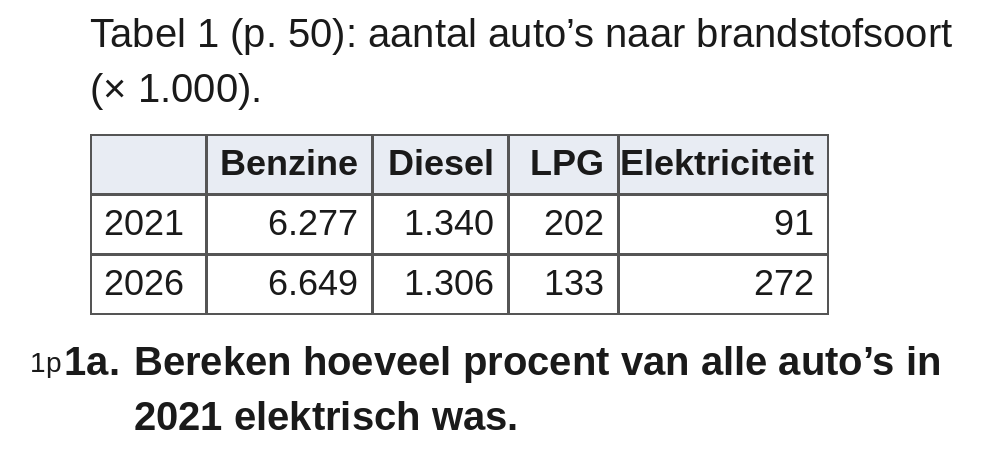 Tabel 1 (p. 50): aantal auto’s naar brandstofsoort
(× 1.000).
Benzine Diesel LPG Elektriciteit
2021 6.277 1.340 202 91
2026 6.649 1.306 133 272
1p 1a. Bereken hoeveel procent van alle auto’s in
2021 elektrisch was.